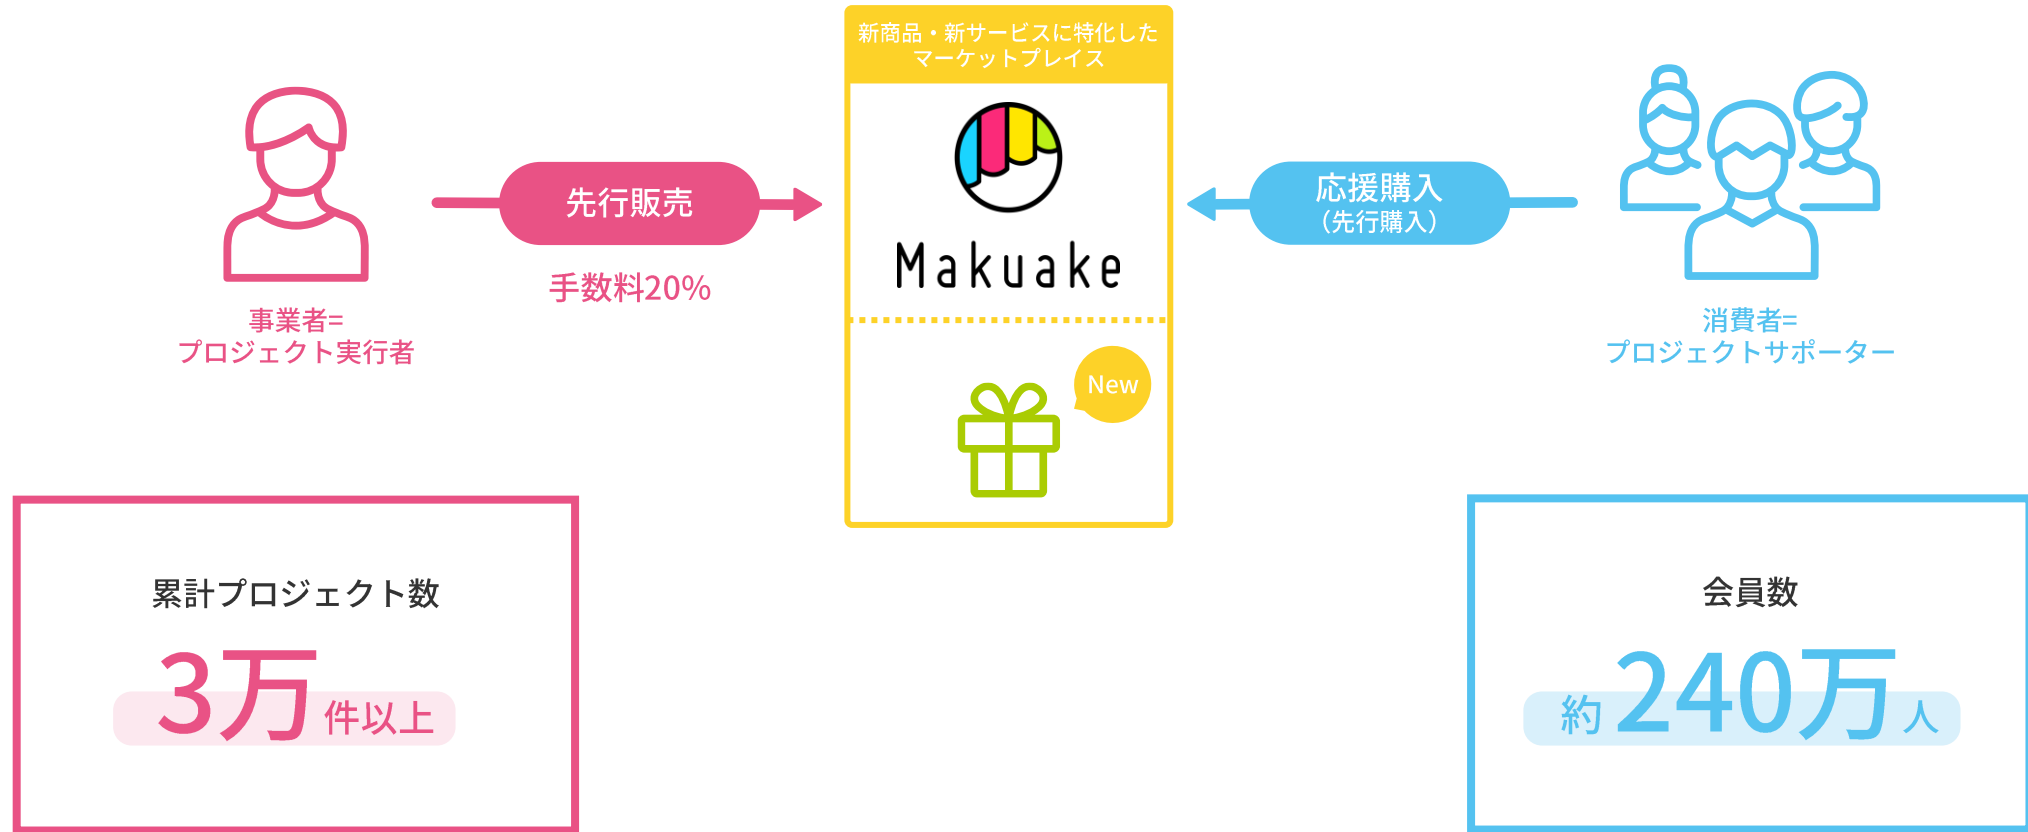 新商品・新サービスに特化した
マーケットプレイス
Makuake
先行販売
手数料20%
応援購入
（先行購入）
事業者=
プロジェクト実行者
消費者=
プロジェクトサポーター
New
累計プロジェクト数
3万件以上
会員数
約240万人